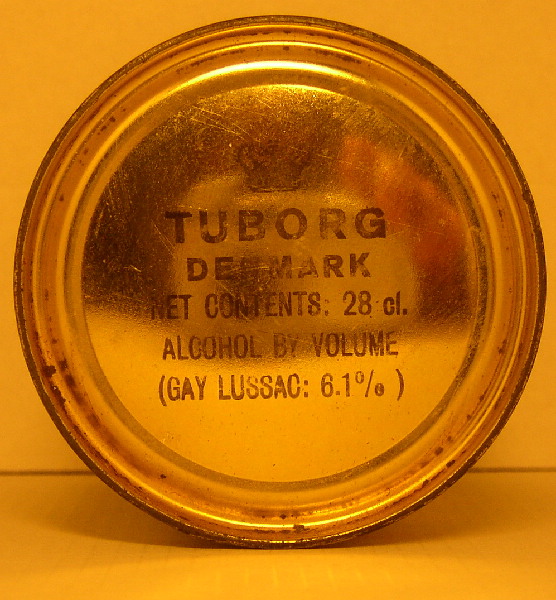 TUBORG
DENMARK
NET CONTENTS: 28 cl.
ALCOHOL BY VOLUME
(GAY LUSSAC: 6.1% )